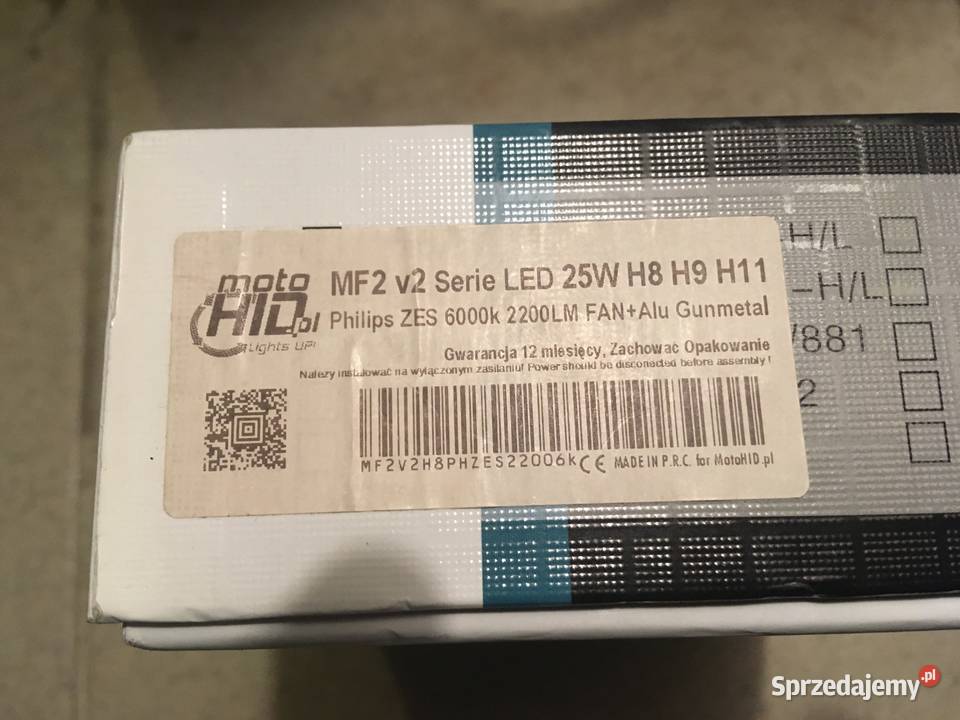 moto
HID.pl
Lights UP!
MF2 v2 Serie LED 25W H8 H9 H11
Philips ZES 6000k 2200LM FAN+Alu Gunmetal
Gwarancja 12 miesięcy, Zachować Opakowanie
Należy instalować na wyłączonym zasilaniu! Power should be disconected before assembly !
MF2V2H8PHZES22006k CE MADE IN P.R.C. for MotoHID.pl
-H/L
-H/L
/881
2
Sprzedajemy.pl